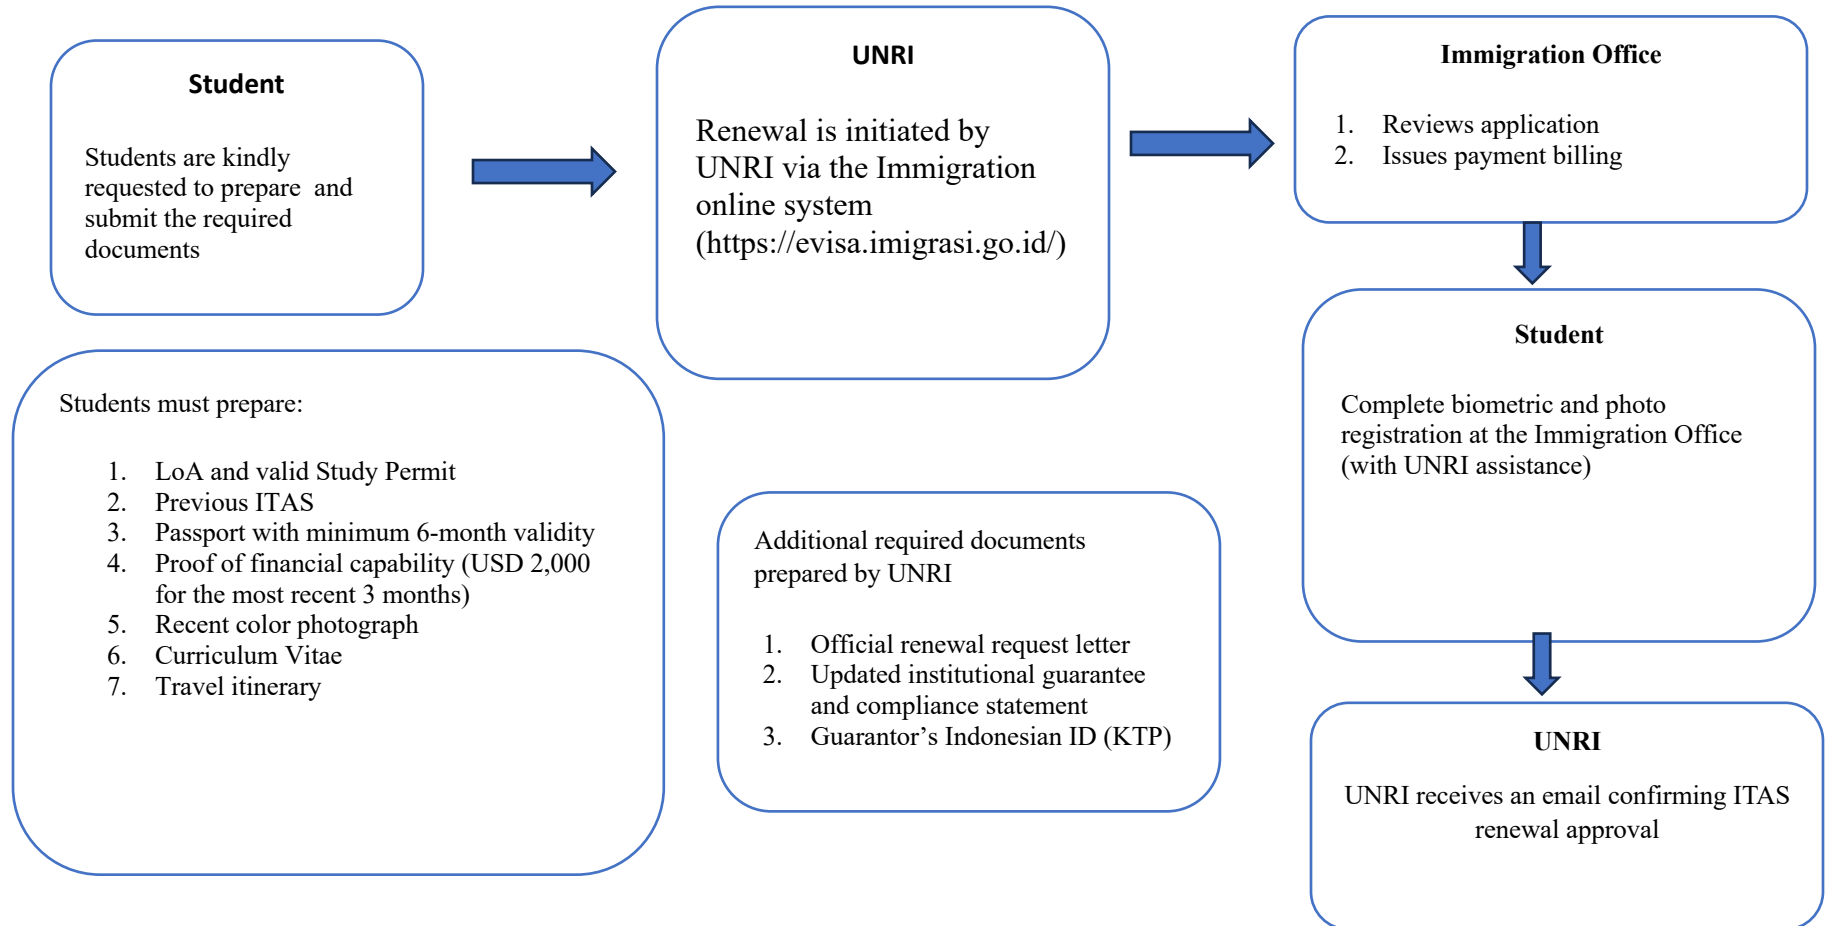 Student
Students are kindly
requested to prepare and
submit the required
documents
UNRI
Renewal is initiated by
UNRI via the Immigration
online system
(https://evisa.imigrasi.go.id/)
Immigration Office
1. Reviews application
2. Issues payment billing
Student
Complete biometric and photo
registration at the Immigration Office
(with UNRI assistance)
UNRI
UNRI receives an email confirming ITAS
renewal approval
Students must prepare:
1. LoA and valid Study Permit
2. Previous ITAS
3. Passport with minimum 6-month validity
4. Proof of financial capability (USD 2,000
for the most recent 3 months)
5. Recent color photograph
6. Curriculum Vitae
7. Travel itinerary
Additional required documents
prepared by UNRI
1. Official renewal request letter
2. Updated institutional guarantee
and compliance statement
3. Guarantor’s Indonesian ID (KTP)